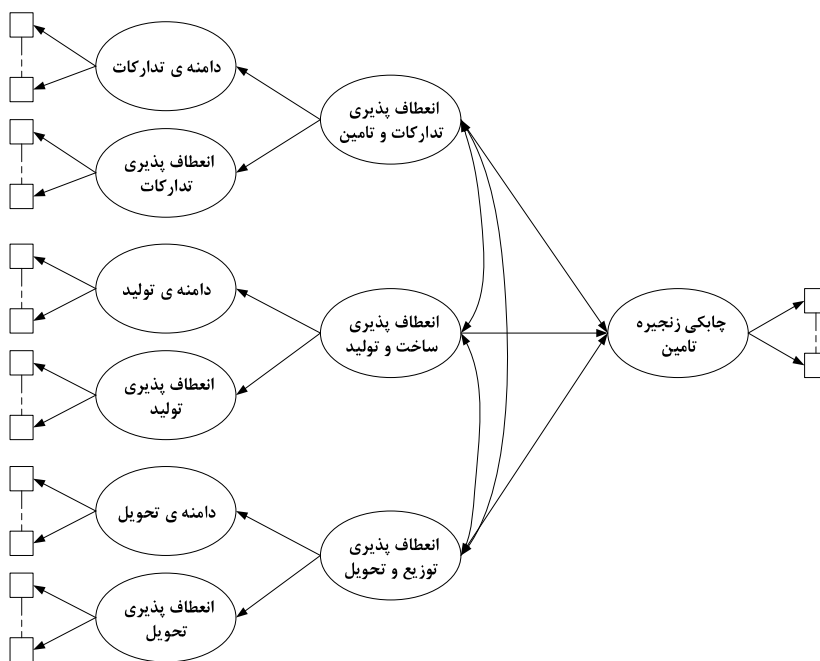 دامنه ی تدارکات
انعطاف پذیری
تدارکات و تامین
انعطاف پذیری
تدارکات
دامنه ی تولید
انعطاف پذیری
ساخت و تولید
چابکی زنجیره
تامین
انعطاف پذیری
تولید
دامنه ی تحویل
انعطاف پذیری
توزیع و تحویل
انعطاف پذیری
تحویل